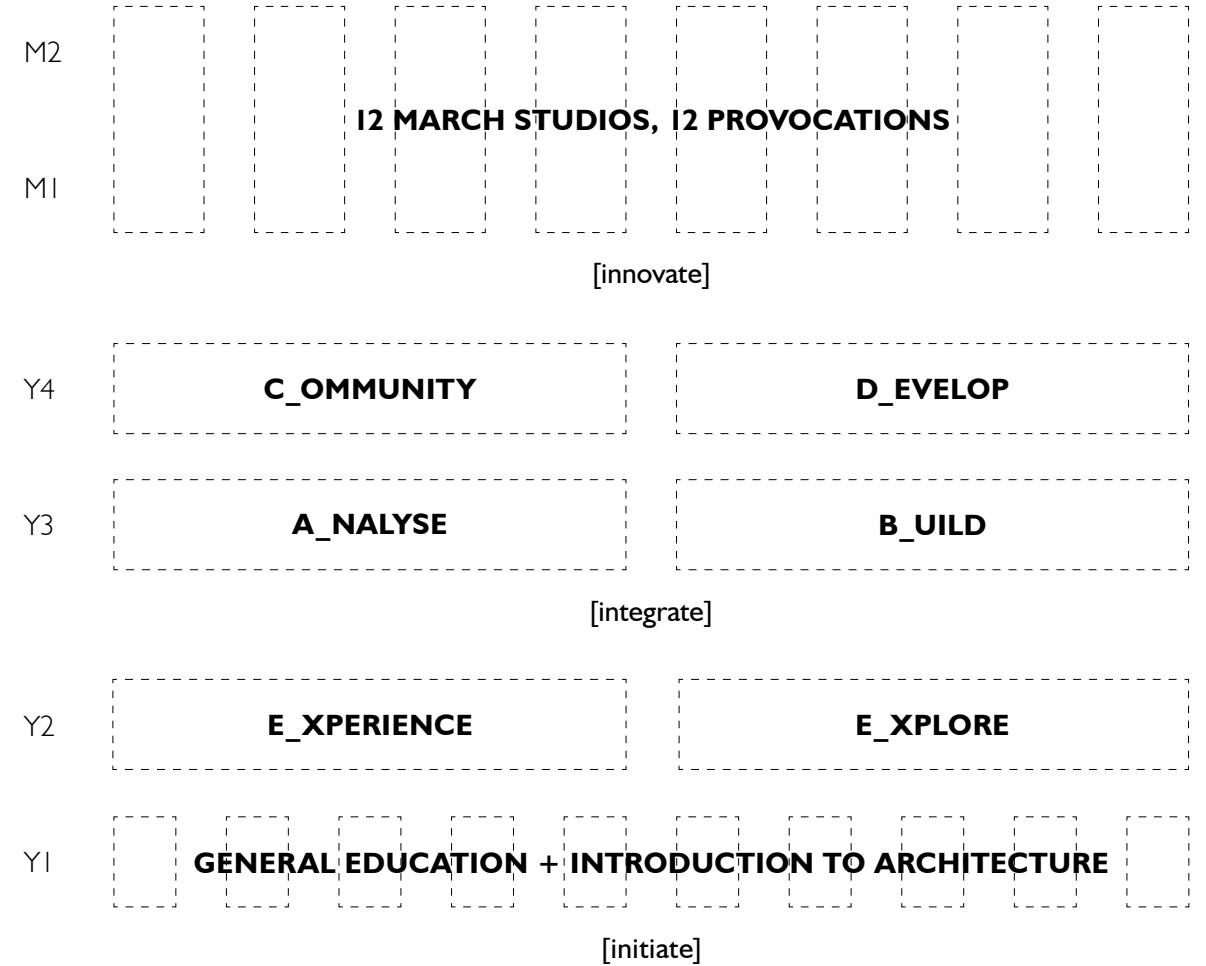 M2
12 MARCH STUDIOS, 12 PROVOCATIONS
M1
[innovate]
Y4 C_OMMUNITY D_EVELOP
Y3 A_NALYSE B_UILD
[integrate]
Y2 E_XPERIENCE E_XPLORE
Y1 GENERAL EDUCATION + INTRODUCTION TO ARCHITECTURE
[initiate]